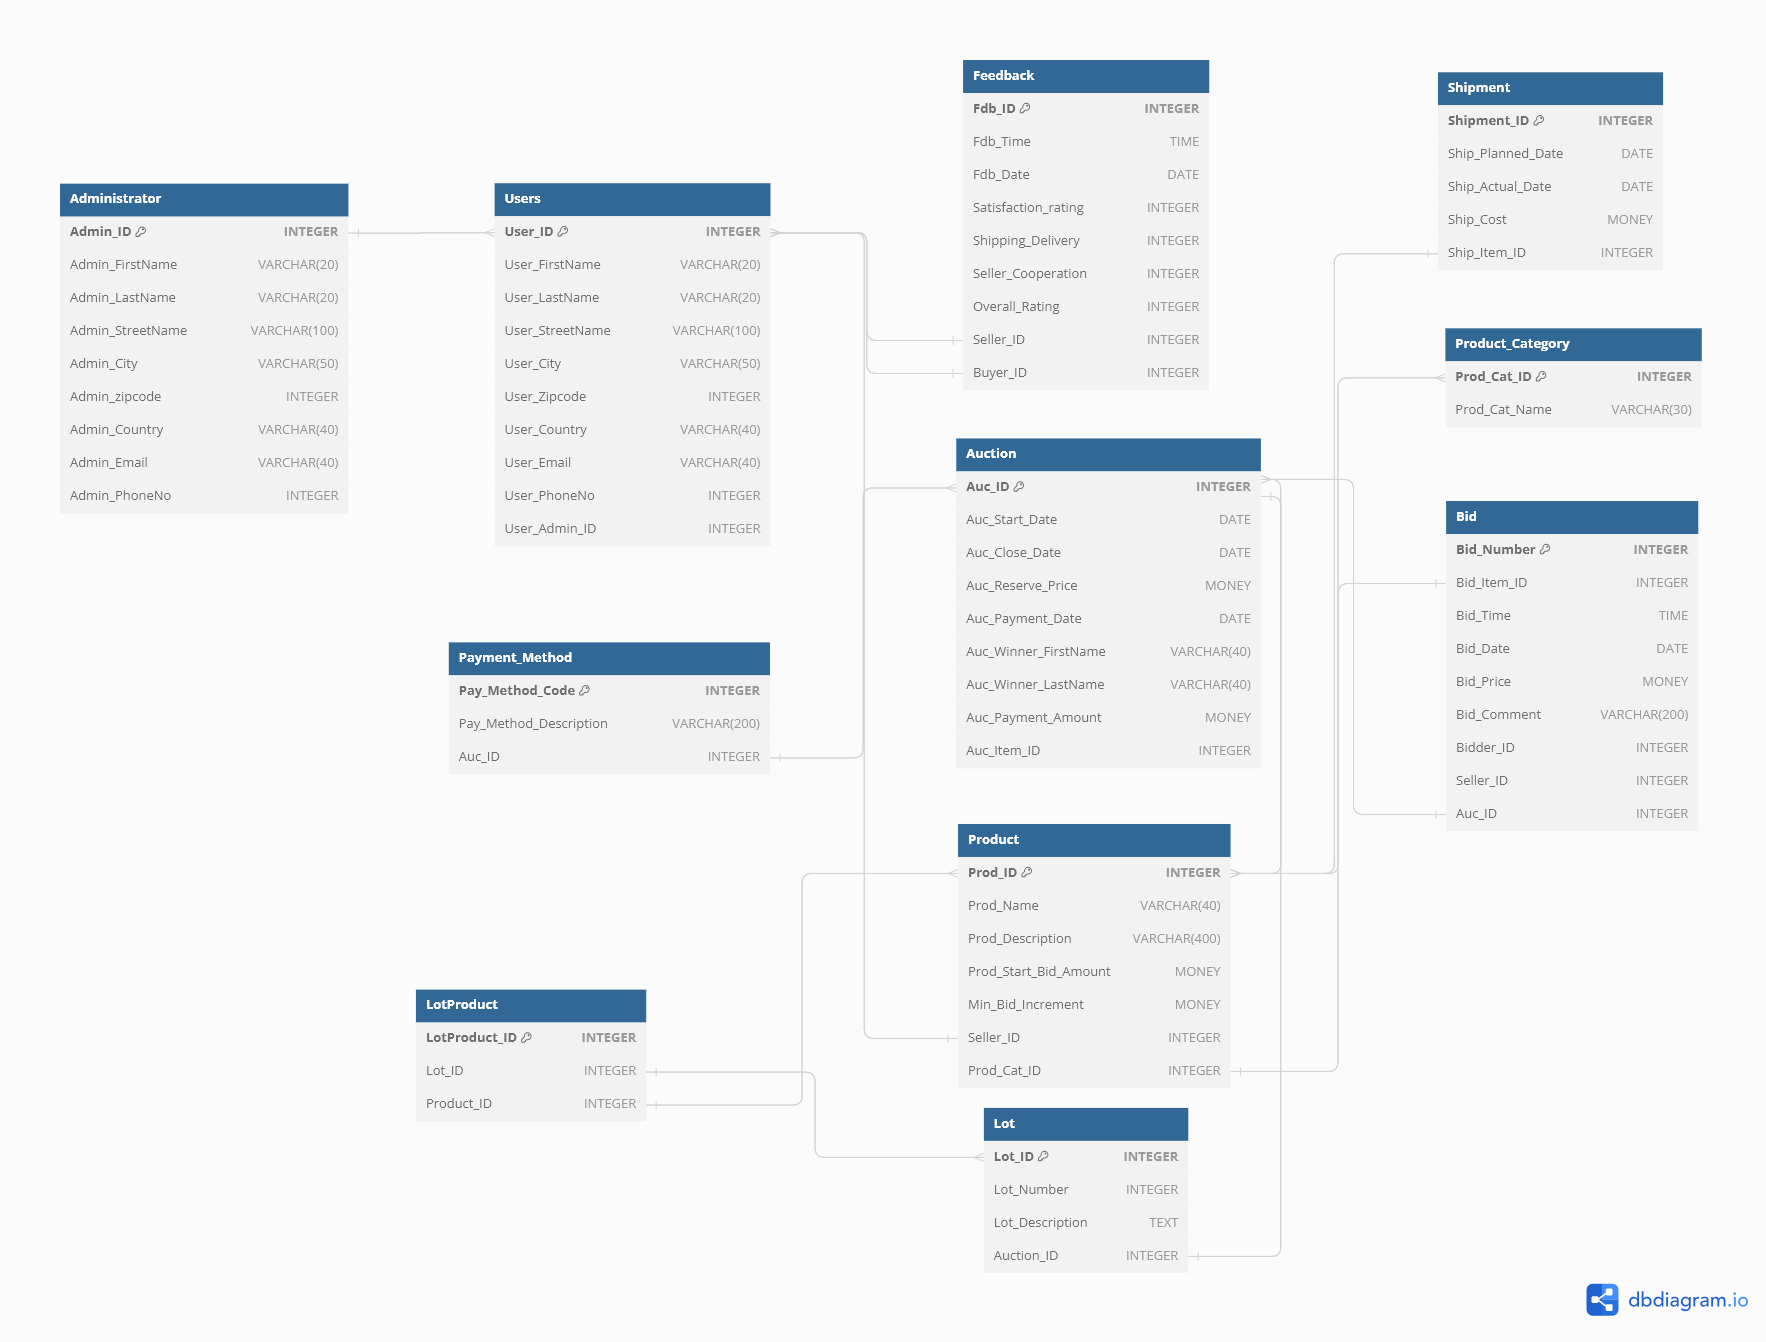 Administrator
Admin_ID INTEGER
Admin_FirstName VARCHAR(20)
Admin_LastName VARCHAR(20)
Admin_StreetName VARCHAR(100)
Admin_City VARCHAR(50)
Admin_zipcode INTEGER
Admin_Country VARCHAR(40)
Admin_Email VARCHAR(40)
Admin_PhoneNo INTEGER
Users
User_ID INTEGER
User_FirstName VARCHAR(20)
User_LastName VARCHAR(20)
User_StreetName VARCHAR(100)
User_City VARCHAR(50)
User_Zipcode INTEGER
User_Country VARCHAR(40)
User_Email VARCHAR(40)
User_PhoneNo INTEGER
User_Admin_ID INTEGER
Payment_Method
Pay_Method_Code INTEGER
Pay_Method_Description VARCHAR(200)
Auc_ID INTEGER
LotProduct
LotProduct_ID INTEGER
Lot_ID INTEGER
Product_ID INTEGER
Feedback
Fdb_ID INTEGER
Fdb_Time TIME
Fdb_Date DATE
Satisfaction_rating INTEGER
Shipping_Delivery INTEGER
Seller_Cooperation INTEGER
Overall_Rating INTEGER
Seller_ID INTEGER
Buyer_ID INTEGER
Auction
Auc_ID INTEGER
Auc_Start_Date DATE
Auc_Close_Date DATE
Auc_Reserve_Price MONEY
Auc_Payment_Date DATE
Auc_Winner_FirstName VARCHAR(40)
Auc_Winner_LastName VARCHAR(40)
Auc_Payment_Amount MONEY
Auc_Item_ID INTEGER
Product
Prod_ID INTEGER
Prod_Name VARCHAR(40)
Prod_Description VARCHAR(400)
Prod_Start_Bid_Amount MONEY
Min_Bid_Increment MONEY
Seller_ID INTEGER
Prod_Cat_ID INTEGER
Lot
Lot_ID INTEGER
Lot_Number INTEGER
Lot_Description TEXT
Auction_ID INTEGER
Shipment
Shipment_ID INTEGER
Ship_Planned_Date DATE
Ship_Actual_Date DATE
Ship_Cost MONEY
Ship_Item_ID INTEGER
Product_Category
Prod_Cat_ID INTEGER
Prod_Cat_Name VARCHAR(30)
Bid
Bid_Number INTEGER
Bid_Item_ID INTEGER
Bid_Time TIME
Bid_Date DATE
Bid_Price MONEY
Bid_Comment VARCHAR(200)
Bidder_ID INTEGER
Seller_ID INTEGER
Auc_ID INTEGER
dbdiagram.io